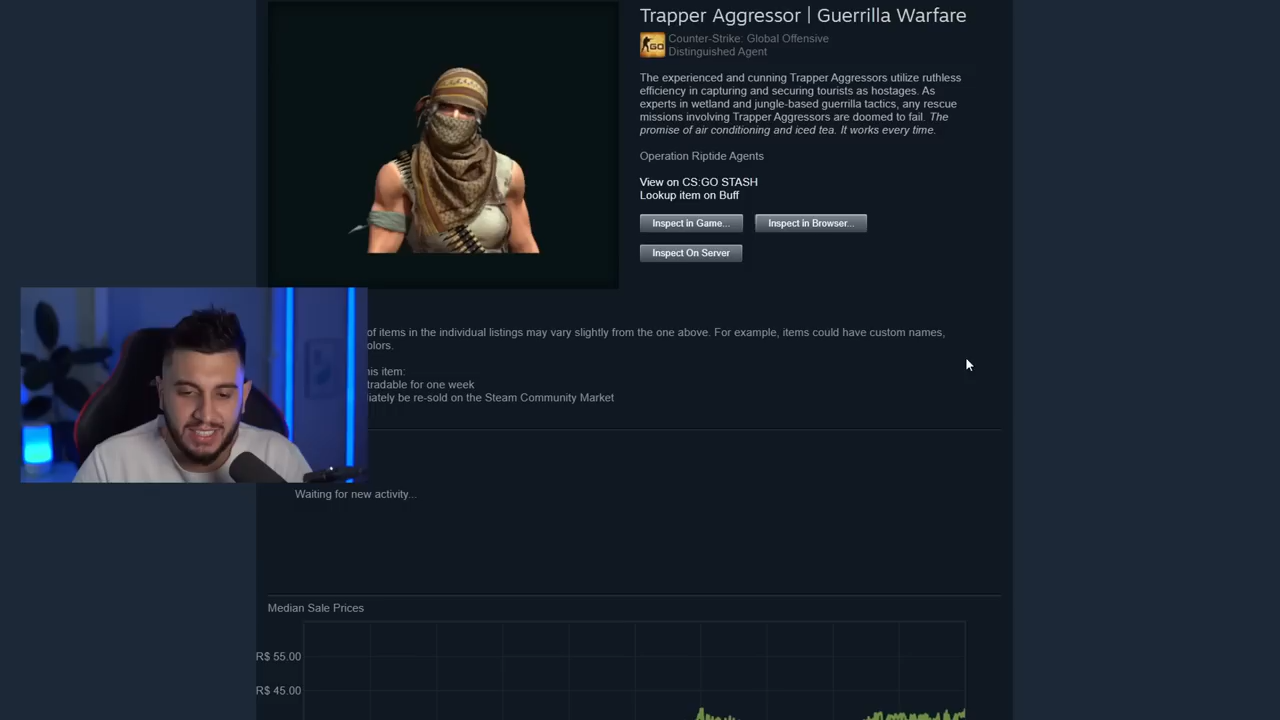 Trapper Aggressor | Guerrilla Warfare
GO
Counter-Strike: Global Offensive
Distinguished Agent
The experienced and cunning Trapper Aggressors utilize ruthless
efficiency in capturing and securing tourists as hostages. As
experts in wetland and jungle-based guerrilla tactics, any rescue
missions involving Trapper Aggressors are doomed to fail. The
promise of air conditioning and iced tea. It works every time.
Operation Riptide Agents
View on CS:GO STASH
Lookup item on Buff
Inspect in Game... Inspect in Browser...
Inspect On Server
of items in the individual listings may vary slightly from the one above. For example, items could have custom names,
olors.
his item:
tradable for one week
iately be re-sold on the Steam Community Market
Waiting for new activity...
Median Sale Prices
R$ 55.00
R$ 45.00